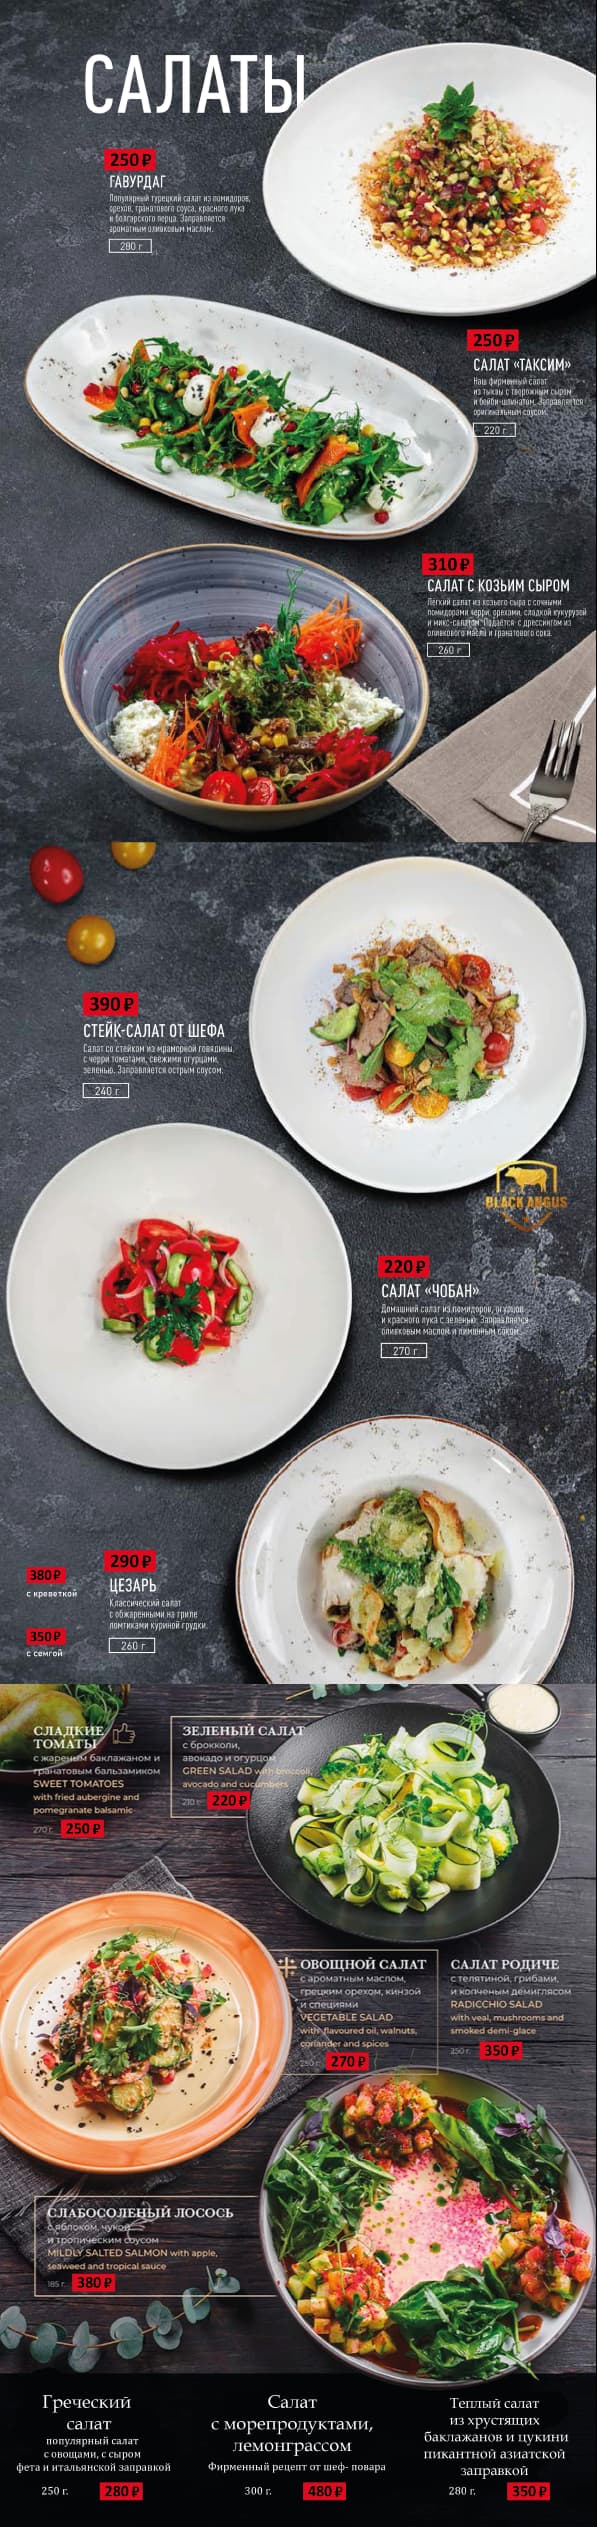 САЛАТЫ
250 ₽
ГАВУРДАГ
Популярный турецкий салат из помидоров,
орехов, гранатового соуса, красного лука
и болгарского перца. Заправляется
ароматным оливковым маслом.
280 г
250 ₽
САЛАТ «ТАКСИМ»
Наш фирменный салат
из тыквы с творожным сыром
и бейби-шпинатом. Заправляется
оригинальным соусом.
220 г
310 ₽
САЛАТ С КОЗЬИМ СЫРОМ
Лёгкий салат из козьего сыра с сочными
помидорами черри, орехами, сладкой кукурузой
и микс-салатом. Подаётся с дрессингом из
оливкового масла и гранатового сока.
260 г
390 ₽
СТЕЙК-САЛАТ ОТ ШЕФА
Салат со стейком из мраморной говядины,
с черри томатами, свежими огурцами,
зеленью. Заправляется острым соусом.
240 г
BLACK ANGUS
220 ₽
САЛАТ «ЧОБАН»
Домашний салат из помидоров, огурцов
и красного лука с зеленью. Заправляется
оливковым маслом и лимонным соком.
270 г
290 ₽
ЦЕЗАРЬ
Классический салат
с обжаренными на гриле
ломтиками куриной грудки.
260 г
380 ₽
с креветкой
350 ₽
с семгой
СЛАДКИЕ
ТОМАТЫ
с жареным баклажаном и
гранатовым бальзамиком
SWEET TOMATOES
with fried aubergine and
pomegranate balsamic
270 г. 250 ₽
ЗЕЛЕНЫЙ САЛАТ
с брокколи,
авокадо и огурцом
GREEN SALAD with broccoli,
avocado and cucumbers
210 г. 220 ₽
ОВОЩНОЙ САЛАТ
с ароматным маслом,
грецким орехом, кинзой
и специями
VEGETABLE SALAD
with flavoured oil, walnuts,
coriander and spices
250 г. 270 ₽
САЛАТ РОДИЧЕ
с телятиной, грибами,
и копченым демигласом
RADICCHIO SALAD
with veal, mushrooms and
smoked demi-glace
250 г. 350 ₽
СЛАБОСОЛЕНЫЙ ЛОСОСЬ
с яблоком, чукой
и тропическим соусом
MILDLY SALTED SALMON with apple,
seaweed and tropical sauce
185 г. 380 ₽
Греческий
салат
популярный салат
с овощами, с сыром
фета и итальянской заправкой
250 г. 280 ₽
Салат
с морепродуктами,
лемонграссом
Фирменный рецепт от шеф- повара
300 г. 480 ₽
Теплый салат
из хрустящих
баклажанов и цукини
пикантной азиатской
заправкой
280 г. 350 ₽